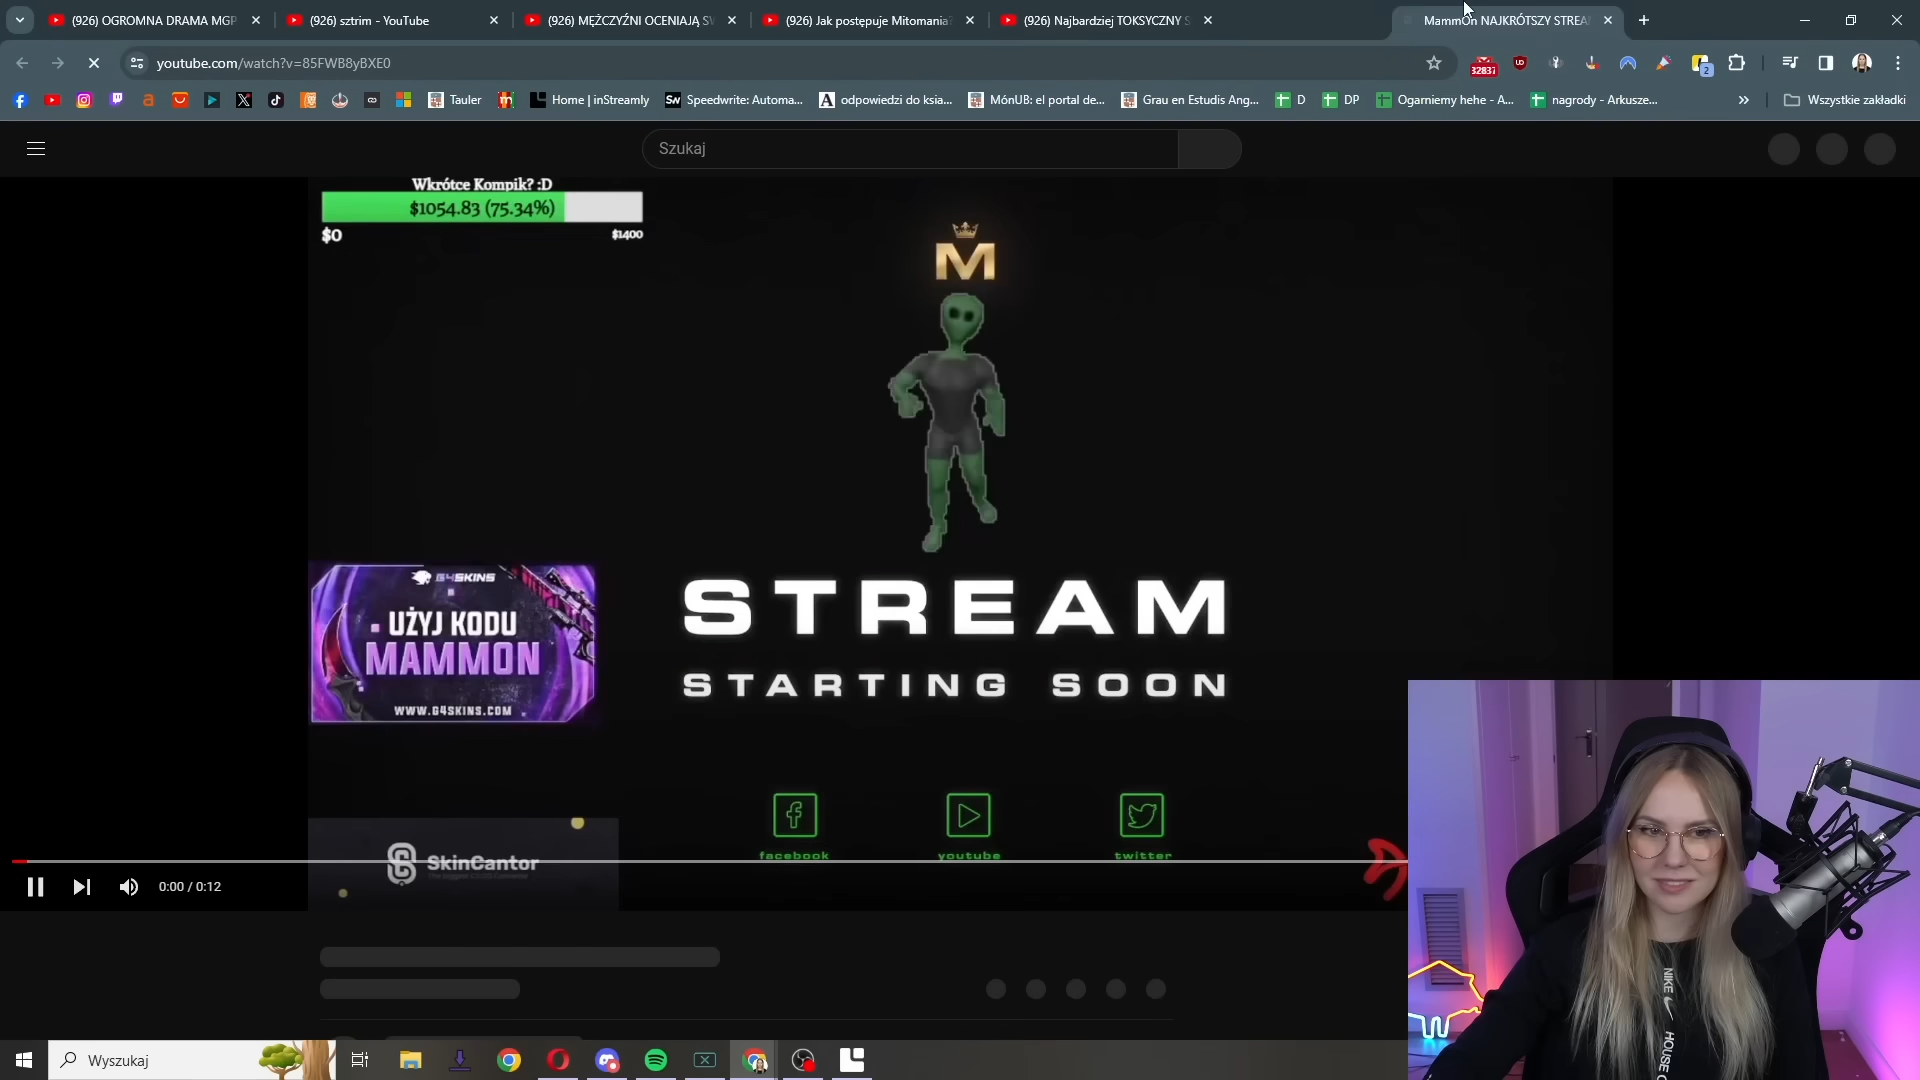 (926) OGROMNA DRAMA MGP
(926) sztrim - YouTube
(926) MĘŻCZYŹNI OCENIAJĄ SV
(926) Jak postępuje Mitomania?
(926) Najbardziej TOKSYCZNY S
MammOn NAJKRÓTSZY STREA
youtube.com/watch?v=85FWB8yBXE0
32837
2
Tauler
Home | inStreamly
Speedwrite: Automa...
odpowiedzi do ksia...
MónUB: el portal de...
Grau en Estudis Ang...
D
DP
Ogarniemy hehe - A...
nagrody - Arkusze...
Wszystkie zakładki
Szukaj
Wkrótce Kompik? :D
$1054.83 (75.34%)
$0
$1400
M
G4SKINS
UŻYJ KODU
MAMMON
WWW.G4SKINS.COM
STREAM
STARTING SOON
facebook
youtube
twitter
SkinCantor
0:00 / 0:12
NIKE
HOUSE
Wyszukaj